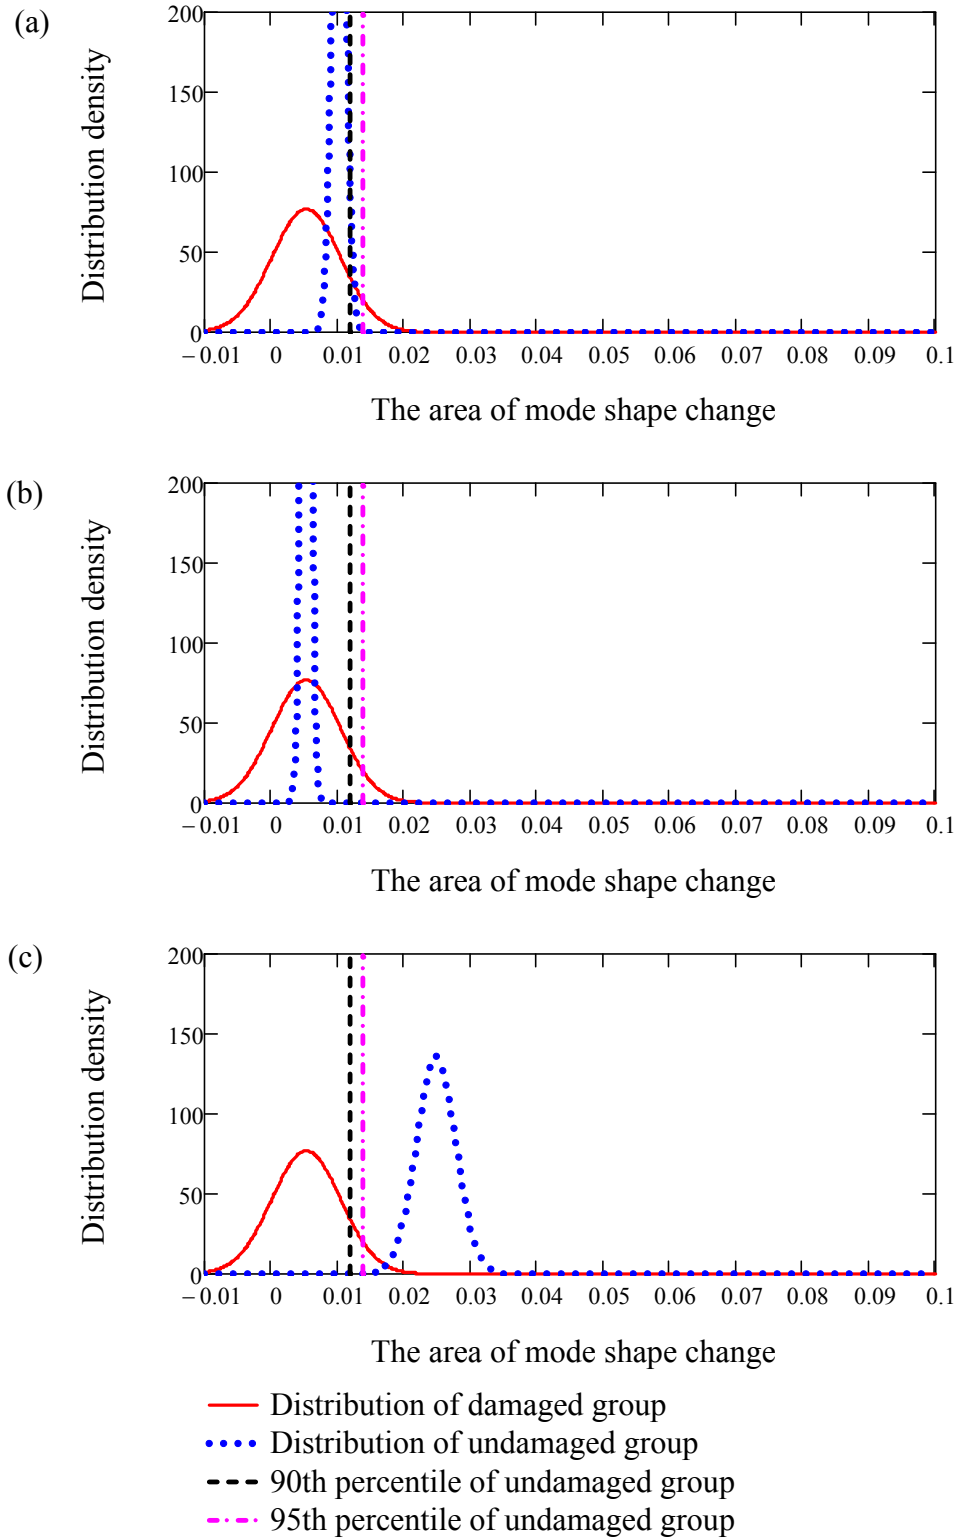 (a)
Distribution density
200
150
100
50
0
−0.01 0 0.01 0.02 0.03 0.04 0.05 0.06 0.07 0.08 0.09 0.1
The area of mode shape change
(b)
Distribution density
200
150
100
50
0
−0.01 0 0.01 0.02 0.03 0.04 0.05 0.06 0.07 0.08 0.09 0.1
The area of mode shape change
(c)
Distribution density
200
150
100
50
0
−0.01 0 0.01 0.02 0.03 0.04 0.05 0.06 0.07 0.08 0.09 0.1
The area of mode shape change
Distribution of damaged group
Distribution of undamaged group
90th percentile of undamaged group
95th percentile of undamaged group